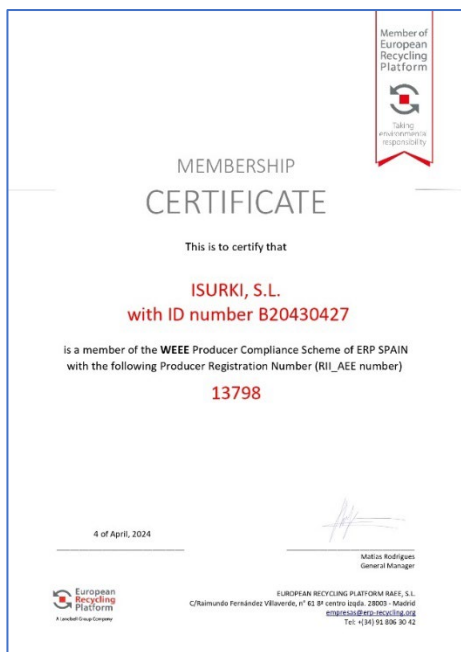 Member of
European
Recycling
Platform
Taking
environmental
responsibility
MEMBERSHIP
CERTIFICATE
This is to certify that
ISURKI, S.L.
with ID number B20430427
is a member of the WEEE Producer Compliance Scheme of ERP SPAIN
with the following Producer Registration Number (RII_AEE number)
13798
4 of April, 2024
Matias Rodrigues
General Manager
European
Recycling
Platform
A Landbell Group Company
EUROPEAN RECYCLING PLATFORM RAEE, S.L.
C/Raimundo Fernández Villaverde, nº 61 8º centro izqda. 28003 - Madrid
empresas@erp-recycling.org
Tel: +(34) 91 806 30 42